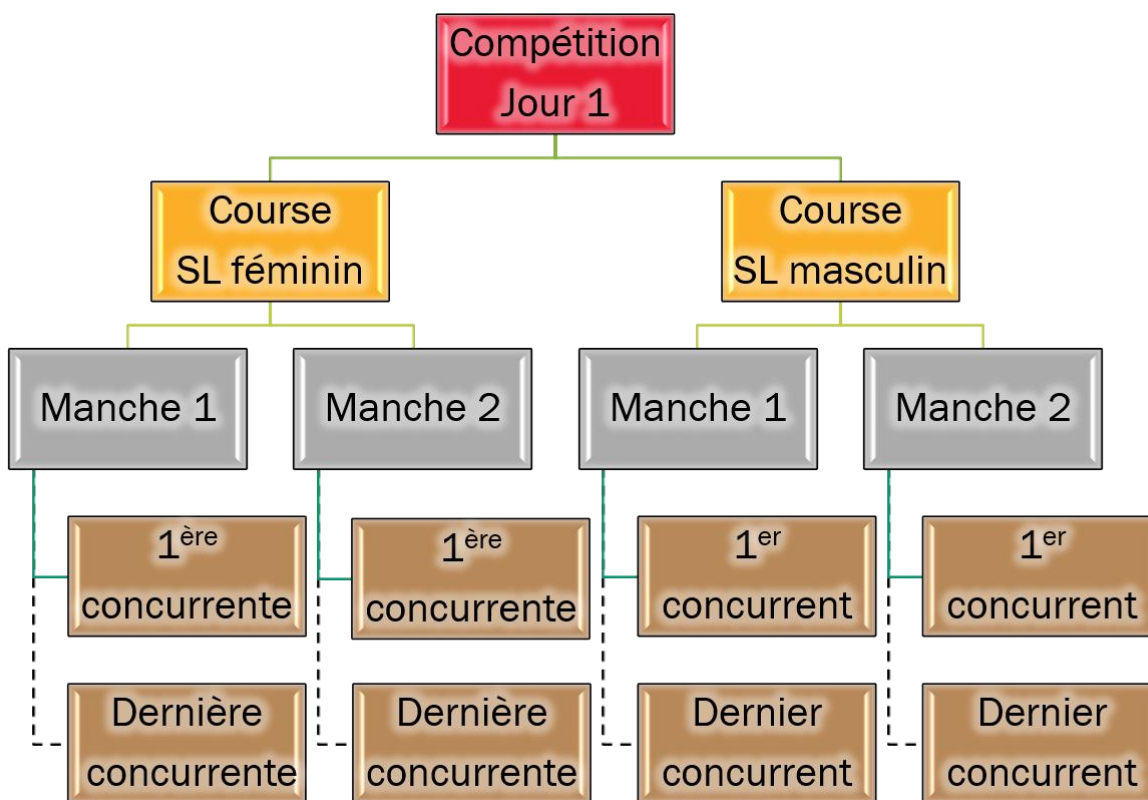 Compétition
Jour 1
Course
SL féminin
Course
SL masculin
Manche 1
Manche 2
Manche 1
Manche 2
1ère
concurrente
1ère
concurrente
1er
concurrent
1er
concurrent
Dernière
concurrente
Dernière
concurrente
Dernier
concurrent
Dernier
concurrent